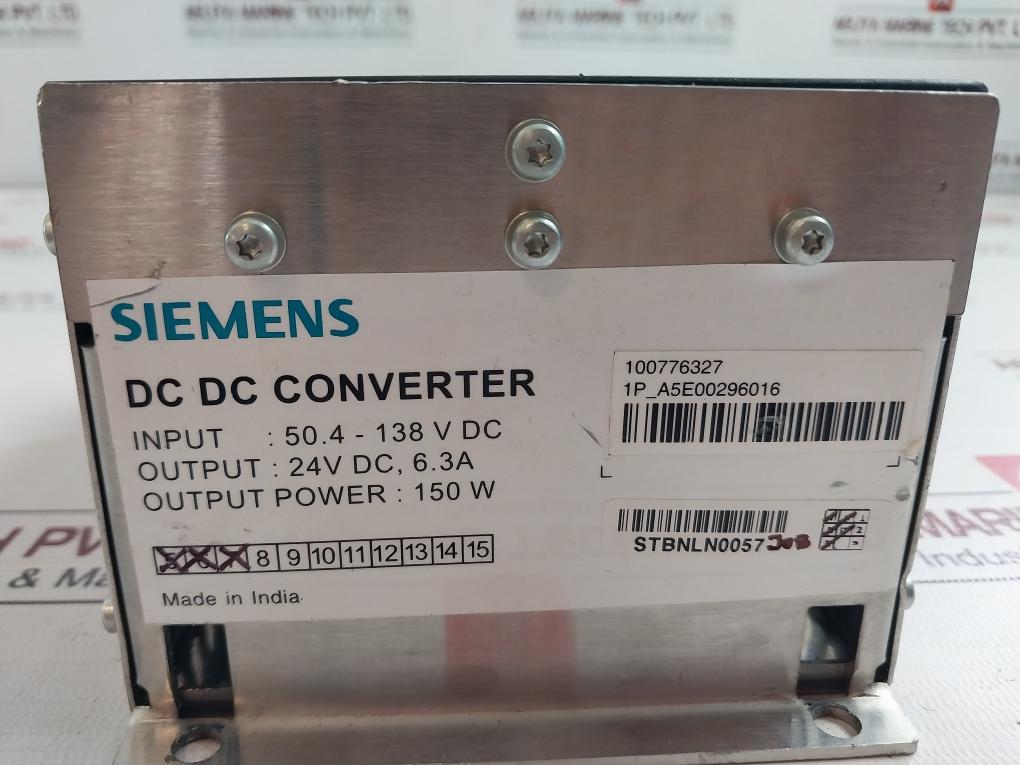 SIEMENS
DC DC CONVERTER
INPUT : 50.4 - 138 V DC
OUTPUT : 24V DC, 6.3A
OUTPUT POWER : 150 W
8 9 10 11 12 13 14 15
Made in India
100776327
1P_A5E00296016
STBNLN0057